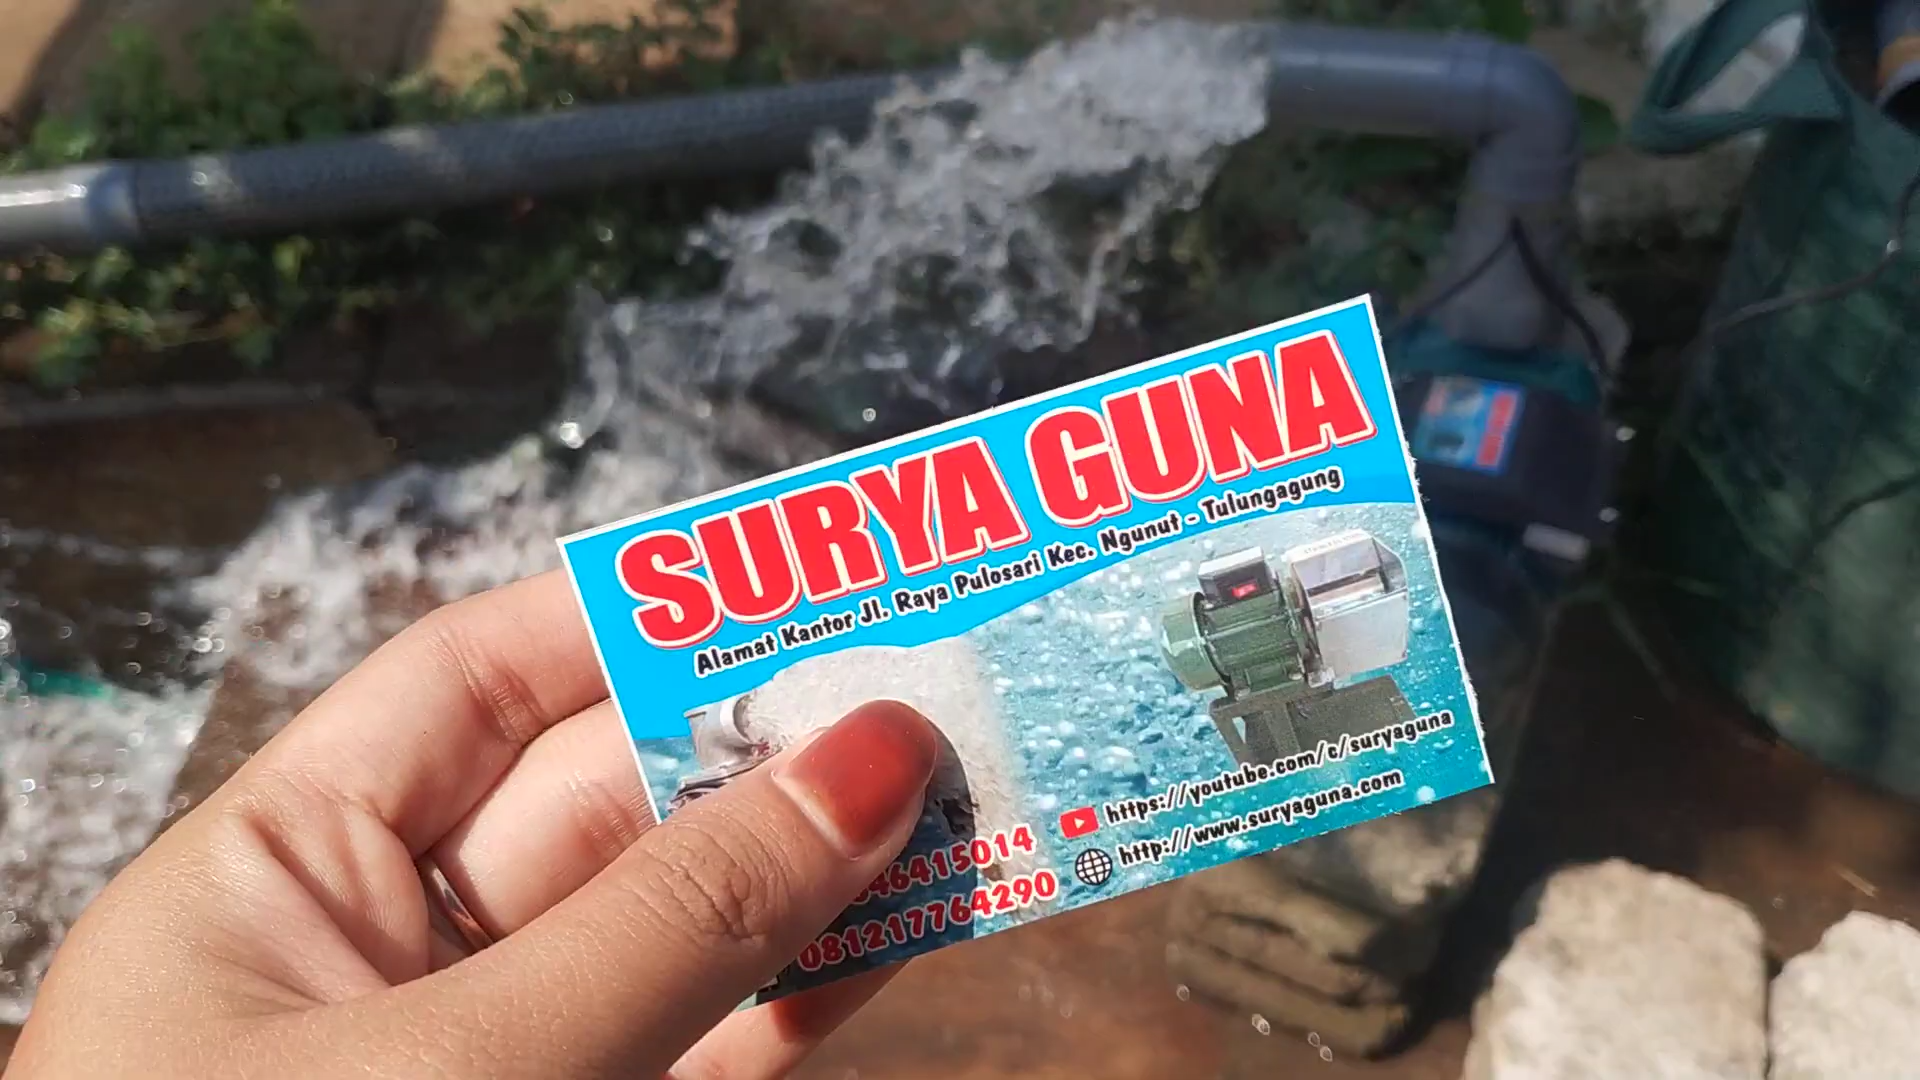 SURYA GUNA
Alamat Kantor Jl. Raya Pulosari Kec. Ngunut - Tulungagung
https://youtube.com/c/suryaguna
http://www.suryaguna.com
46415014
081217764290